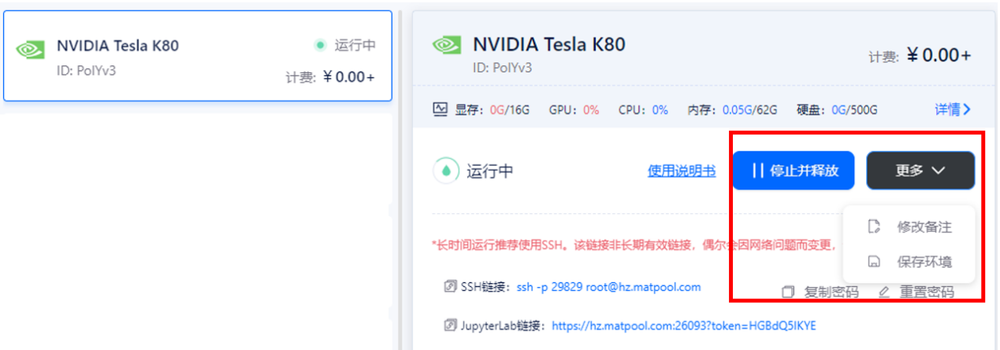 NVIDIA Tesla K80
运行中
ID: PolYv3
计费: ¥ 0.00+
NVIDIA Tesla K80
ID: PolYv3
计费: ¥ 0.00+
显存: 0G/16G GPU: 0% CPU: 0% 内存: 0.05G/62G 硬盘: 0G/500G 详情
运行中 使用说明书 停止并释放 更多
修改备注
*长时间运行推荐使用SSH。该链接非长期有效链接，偶尔会因网络问题而变更，
保存环境
SSH链接: ssh -p 29829 root@hz.matpool.com 复制密码 重置密码
JupyterLab链接: https://hz.matpool.com:26093?token=HGBdQ5IKYE